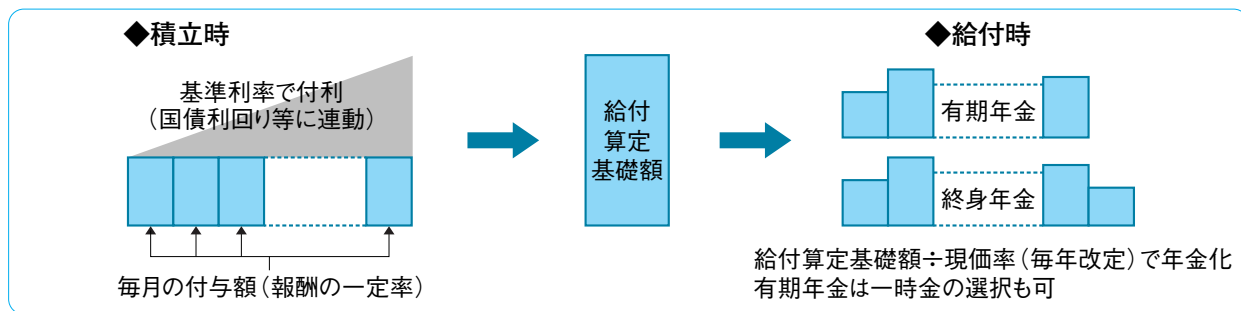 ◆積立時
基準利率で付利
（国債利回り等に連動）
毎月の付与額（報酬の一定率）
給付
算定
基礎額
◆給付時
有期年金
終身年金
給付算定基礎額÷現価率（毎年改定）で年金化
有期年金は一時金の選択も可